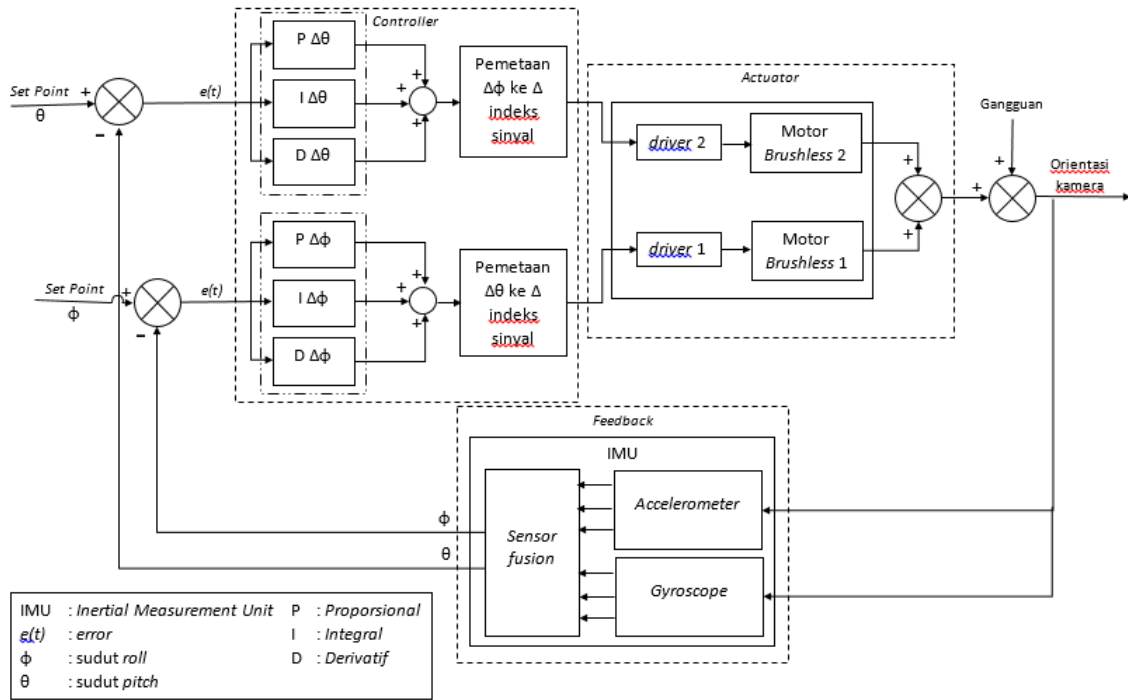 Controller
P Δθ
I Δθ
D Δθ
+
+
+
Set Point
θ
+
−
e(t)
Pemetaan
Δϕ ke Δ
indeks
sinyal
Actuator
driver 2
Motor
Brushless 2
driver 1
Motor
Brushless 1
+
+
Gangguan
+
+
Orientasi
kamera
Set Point
ϕ
+
−
e(t)
P Δϕ
I Δϕ
D Δϕ
+
+
+
Pemetaan
Δθ ke Δ
indeks
sinyal
Feedback
IMU
Accelerometer
Gyroscope
Sensor
fusion
ϕ
θ
IMU : Inertial Measurement Unit P : Proporsional
e(t) : error I : Integral
ϕ : sudut roll D : Derivatif
θ : sudut pitch